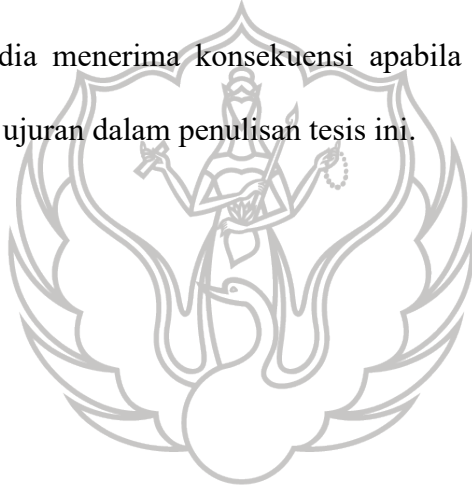 dia menerima konsekuensi apabila
ujuran dalam penulisan tesis ini.